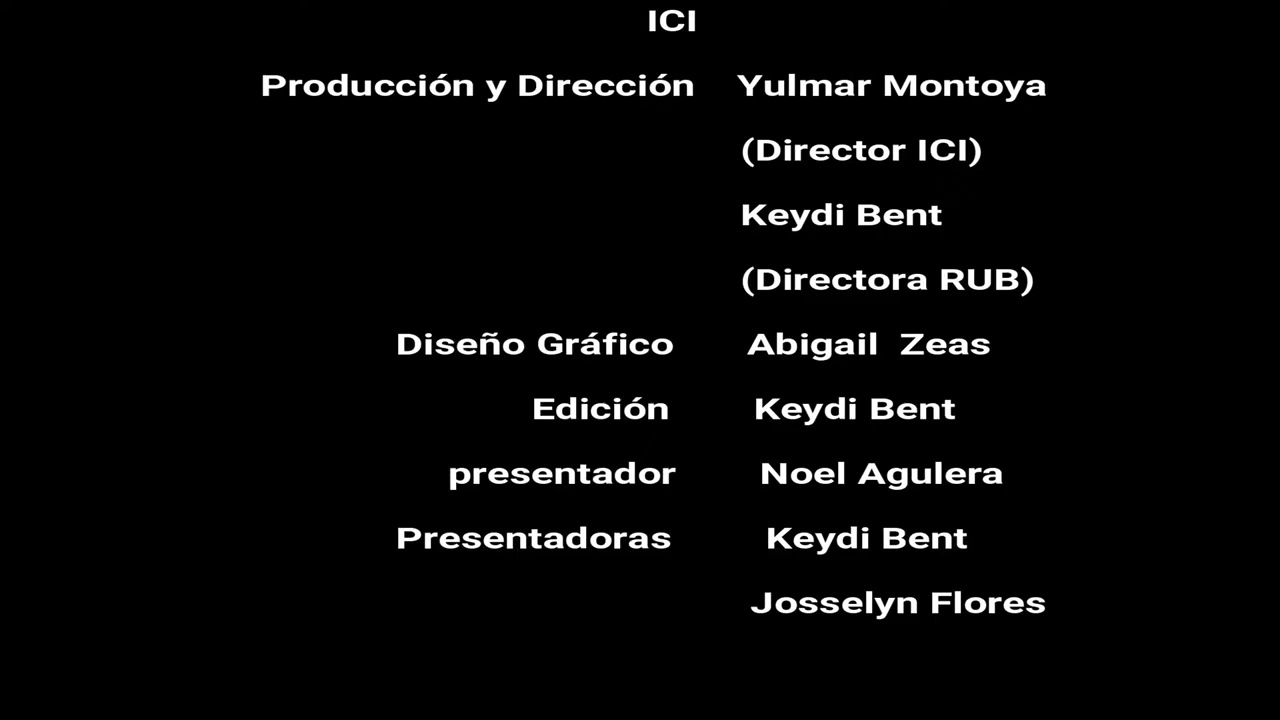 ICI
Producción y Dirección Yulmar Montoya
(Director ICI)
Keydi Bent
(Directora RUB)
Diseño Gráfico Abigail Zeas
Edición Keydi Bent
presentador Noel Agulera
Presentadoras Keydi Bent
Josselyn Flores